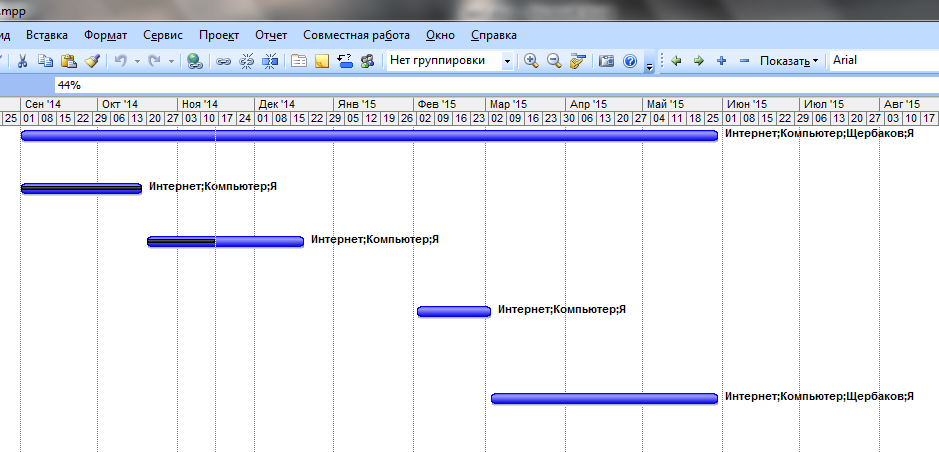 .mpp
ид Вставка Формат Сервис Проект Отчет Совместная работа Окно Справка
Нет группировки Показать Arial
44%
Сен '14 Окт '14 Ноя '14 Дек '14 Янв '15 Фев '15 Мар '15 Апр '15 Май '15 Июн '15 Июл '15 Авг '15
25 01 08 15 22 29 06 13 20 27 03 10 17 24 01 08 15 22 29 05 12 19 26 02 09 16 23 02 09 16 23 30 06 13 20 27 04 11 18 25 01 08 15 22 29 06 13 20 27 03 10 17
Интернет;Компьютер;Щербаков;Я
Интернет;Компьютер;Я
Интернет;Компьютер;Я
Интернет;Компьютер;Я
Интернет;Компьютер;Щербаков;Я